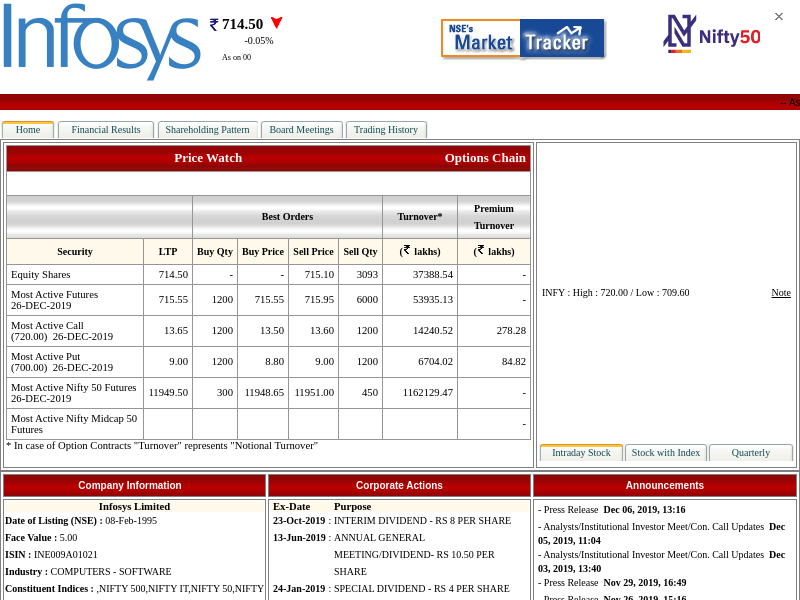 Infosys
₹ 714.50
-0.05%
As on 00
NSE's
Market Tracker
Nifty50
×
-- As
Home Financial Results Shareholding Pattern Board Meetings Trading History
Price Watch Options Chain
Best Orders Turnover* Premium Turnover
Security LTP Buy Qty Buy Price Sell Price Sell Qty (₹ lakhs) (₹ lakhs)
Equity Shares 714.50 - - 715.10 3093 37388.54 -
Most Active Futures
26-DEC-2019 715.55 1200 715.55 715.95 6000 53935.13 -
Most Active Call
(720.00) 26-DEC-2019 13.65 1200 13.50 13.60 1200 14240.52 278.28
Most Active Put
(700.00) 26-DEC-2019 9.00 1200 8.80 9.00 1200 6704.02 84.82
Most Active Nifty 50 Futures
26-DEC-2019 11949.50 300 11948.65 11951.00 450 1162129.47 -
Most Active Nifty Midcap 50
Futures -
* In case of Option Contracts "Turnover" represents "Notional Turnover"
INFY : High : 720.00 / Low : 709.60 Note
Intraday Stock Stock with Index Quarterly
Company Information
Infosys Limited
Date of Listing (NSE) : 08-Feb-1995
Face Value : 5.00
ISIN : INE009A01021
Industry : COMPUTERS - SOFTWARE
Constituent Indices : ,NIFTY 500,NIFTY IT,NIFTY 50,NIFTY
Corporate Actions
Ex-Date Purpose
23-Oct-2019 : INTERIM DIVIDEND - RS 8 PER SHARE
13-Jun-2019 : ANNUAL GENERAL
MEETING/DIVIDEND- RS 10.50 PER
SHARE
24-Jan-2019 : SPECIAL DIVIDEND - RS 4 PER SHARE
Announcements
- Press Release Dec 06, 2019, 13:16
- Analysts/Institutional Investor Meet/Con. Call Updates Dec
05, 2019, 11:04
- Analysts/Institutional Investor Meet/Con. Call Updates Dec
03, 2019, 13:40
- Press Release Nov 29, 2019, 16:49
- Press Release Nov 26, 2019, 15:16